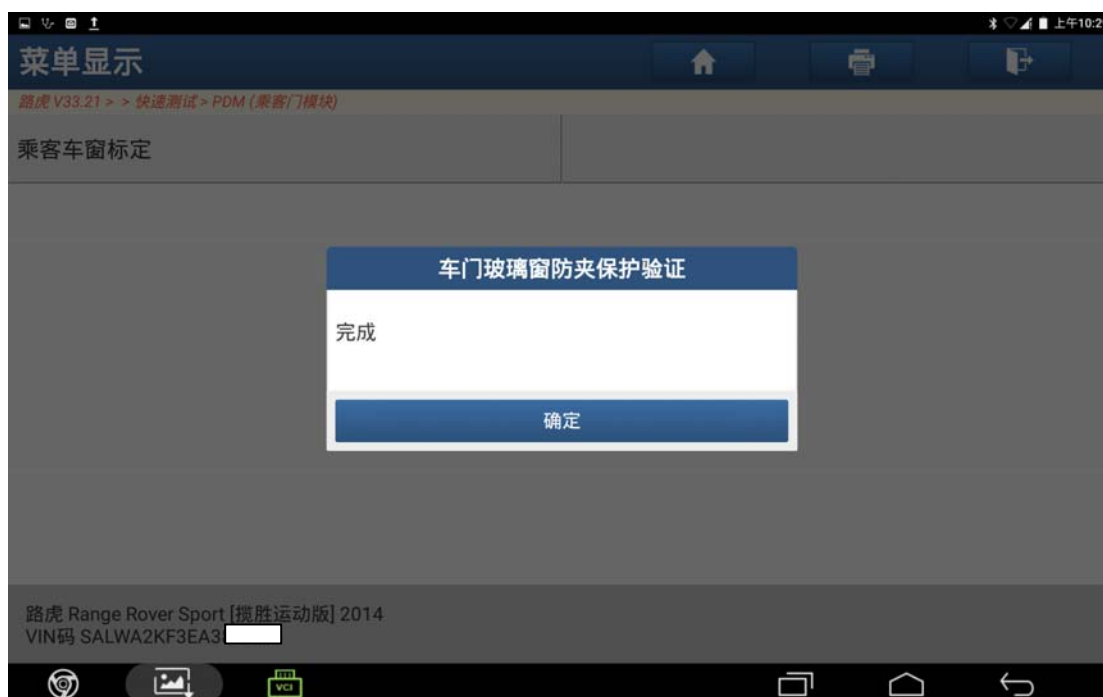 上午10:2
菜单显示
路虎 V33.21 > > 快速测试 > PDM (乘客门模块)
乘客车窗标定
车门玻璃窗防夹保护验证
完成
确定
路虎 Range Rover Sport [揽胜运动版] 2014
VIN码 SALWA2KF3EA3
VCI